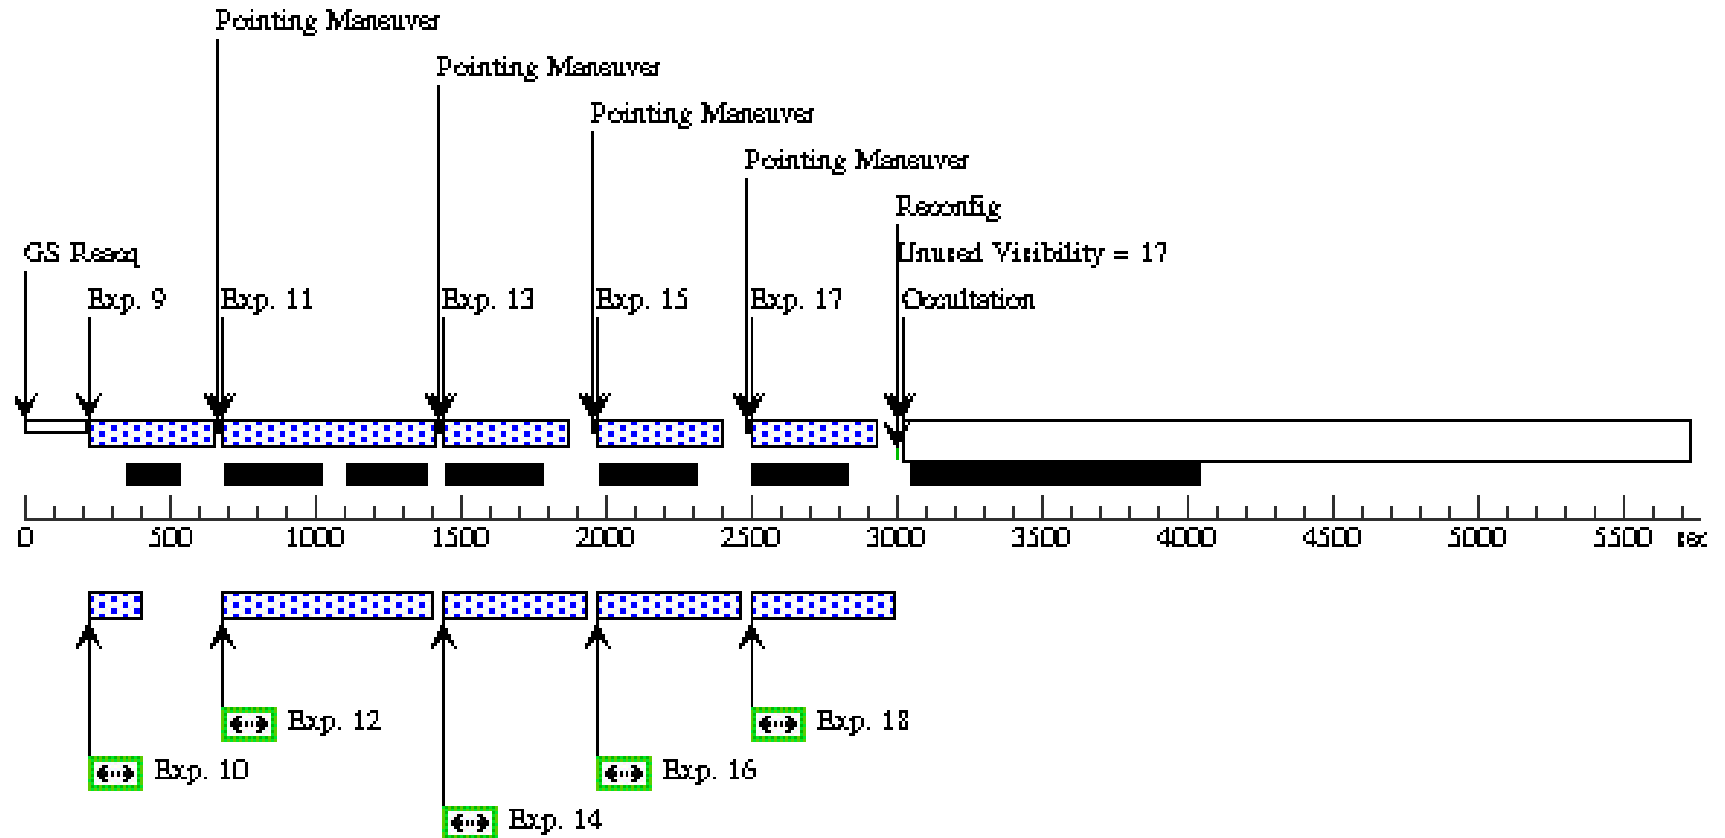 Pointing Maneuver
Pointing Maneuver
Pointing Maneuver
Pointing Maneuver
Reconfig
GS Reacq
Unused Visibility = 17
Exp. 9
Exp. 11
Exp. 13
Exp. 15
Exp. 17
Occultation
0 500 1000 1500 2000 2500 3000 3500 4000 4500 5000 5500 sec
Exp. 12
Exp. 18
Exp. 10
Exp. 16
Exp. 14